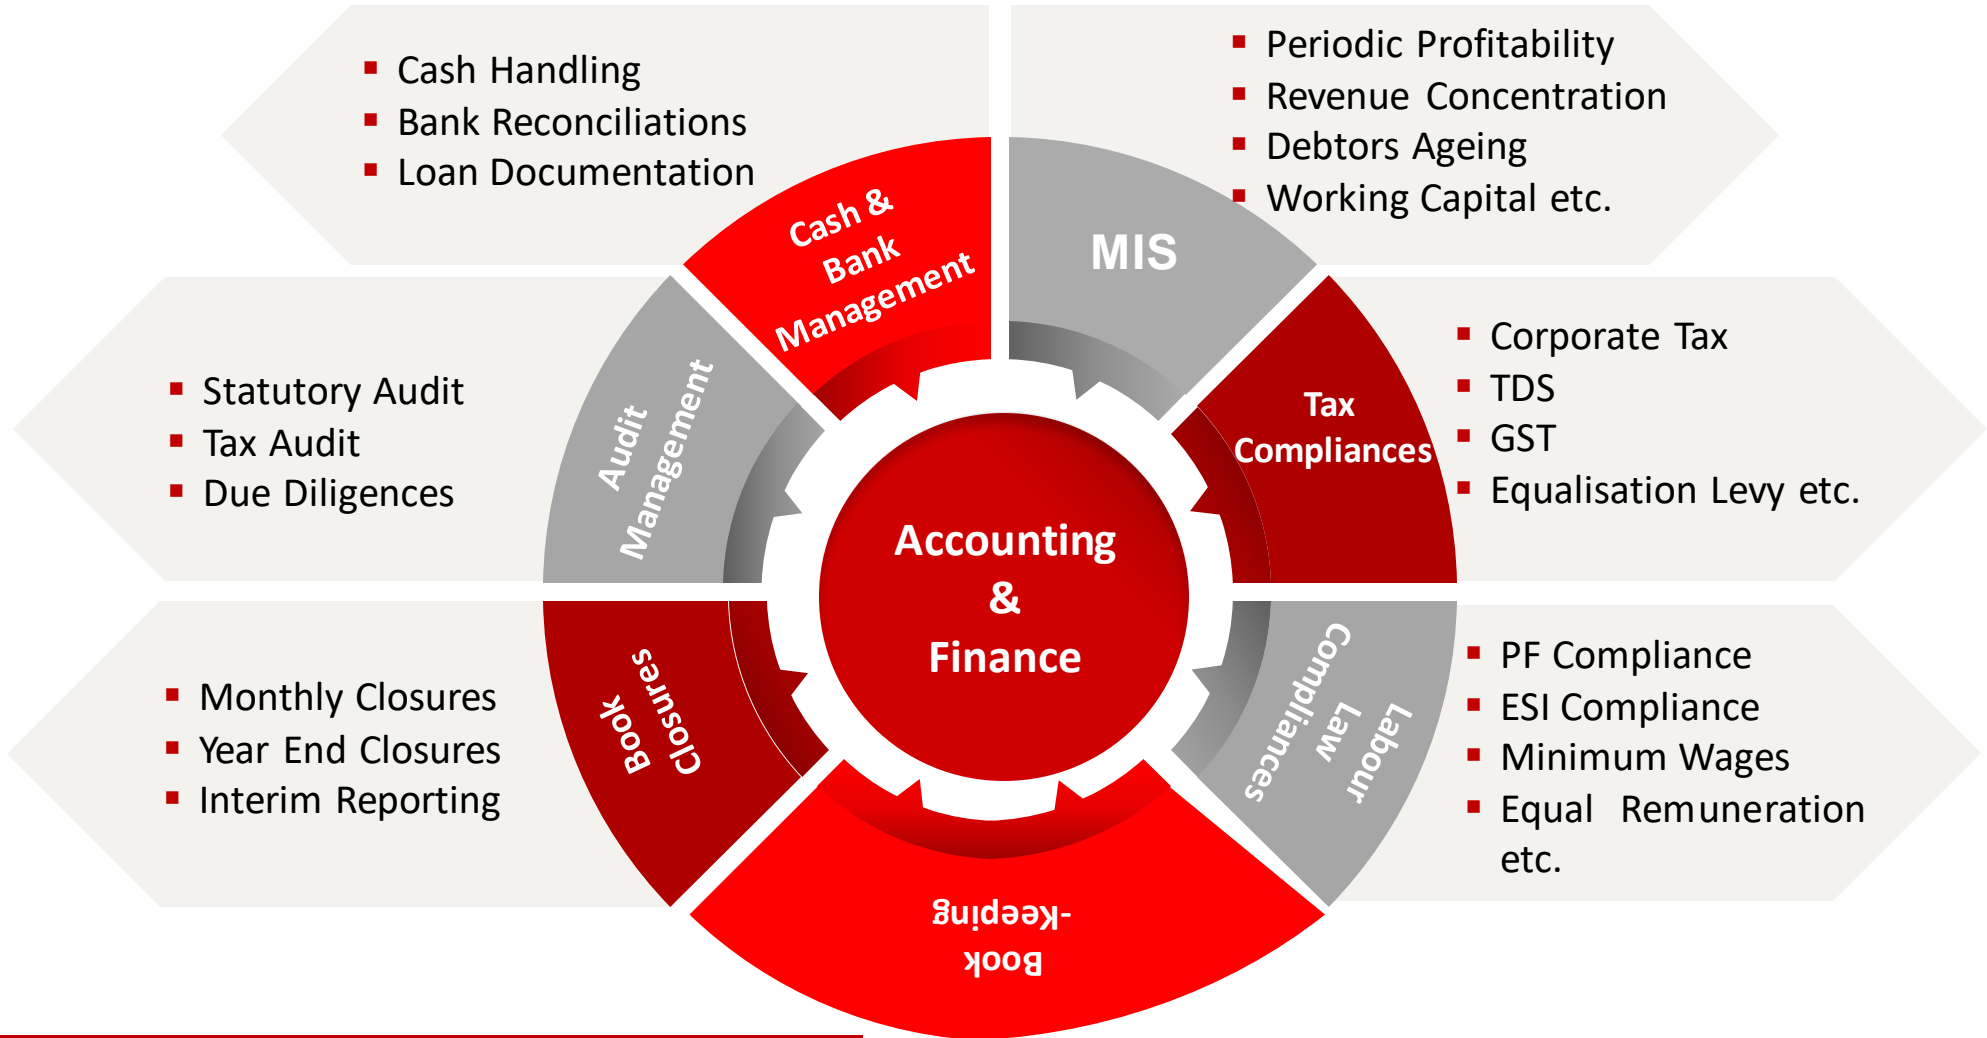 Cash Handling
Bank Reconciliations
Loan Documentation
Periodic Profitability
Revenue Concentration
Debtors Ageing
Working Capital etc.
Cash &
Bank
Management
MIS
Statutory Audit
Tax Audit
Due Diligences
Audit
Management
Tax
Compliances
Corporate Tax
TDS
GST
Equalisation Levy etc.
Accounting
&
Finance
Monthly Closures
Year End Closures
Interim Reporting
Book
Closures
Labour
Law
Compliances
PF Compliance
ESI Compliance
Minimum Wages
Equal Remuneration
etc.
Book
-Keeping